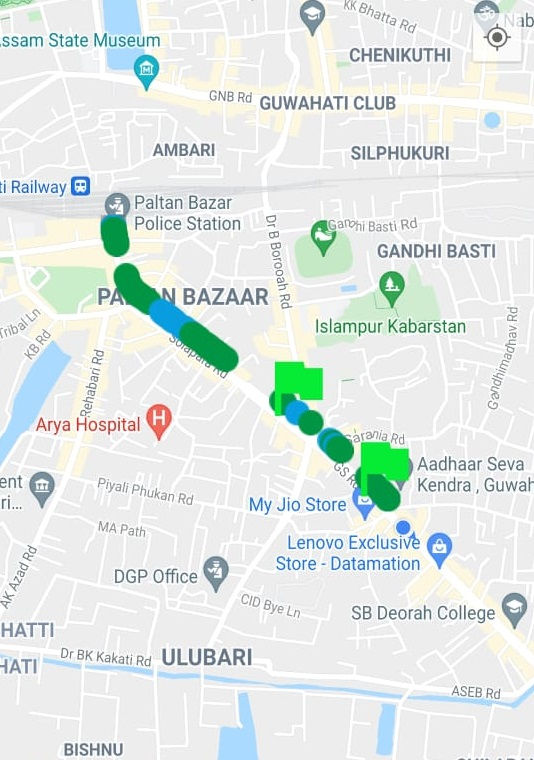 KK Bhatta Rd
Nab
Assam State Museum
CHENIKUTHI
GNB Rd
GUWAHATI CLUB
AMBARI
SILPHUKURI
ti Railway
Paltan Bazar
Police Station
Dr B Borooah Rd
Gandhi Basti Rd
GANDHI BASTI
PALTAN BAZAAR
Islampur Kabarstan
Tribal Ln
KB Rd
Solapara Rd
Rehabari Rd
Gandhimadhav Rd
Arya Hospital
H
Sarania Rd
GS Rd
Aadhaar Seva
Kendra , Guwah
ent
ri...
Piyali Phukan Rd
My Jio Store
MA Path
Lenovo Exclusive
Store - Datamation
AK Azad Rd
DGP Office
CID Bye Ln
SB Deorah College
HATTI
HATI
Dr BK Kakati Rd
ULUBARI
ASEB Rd
BISHNU